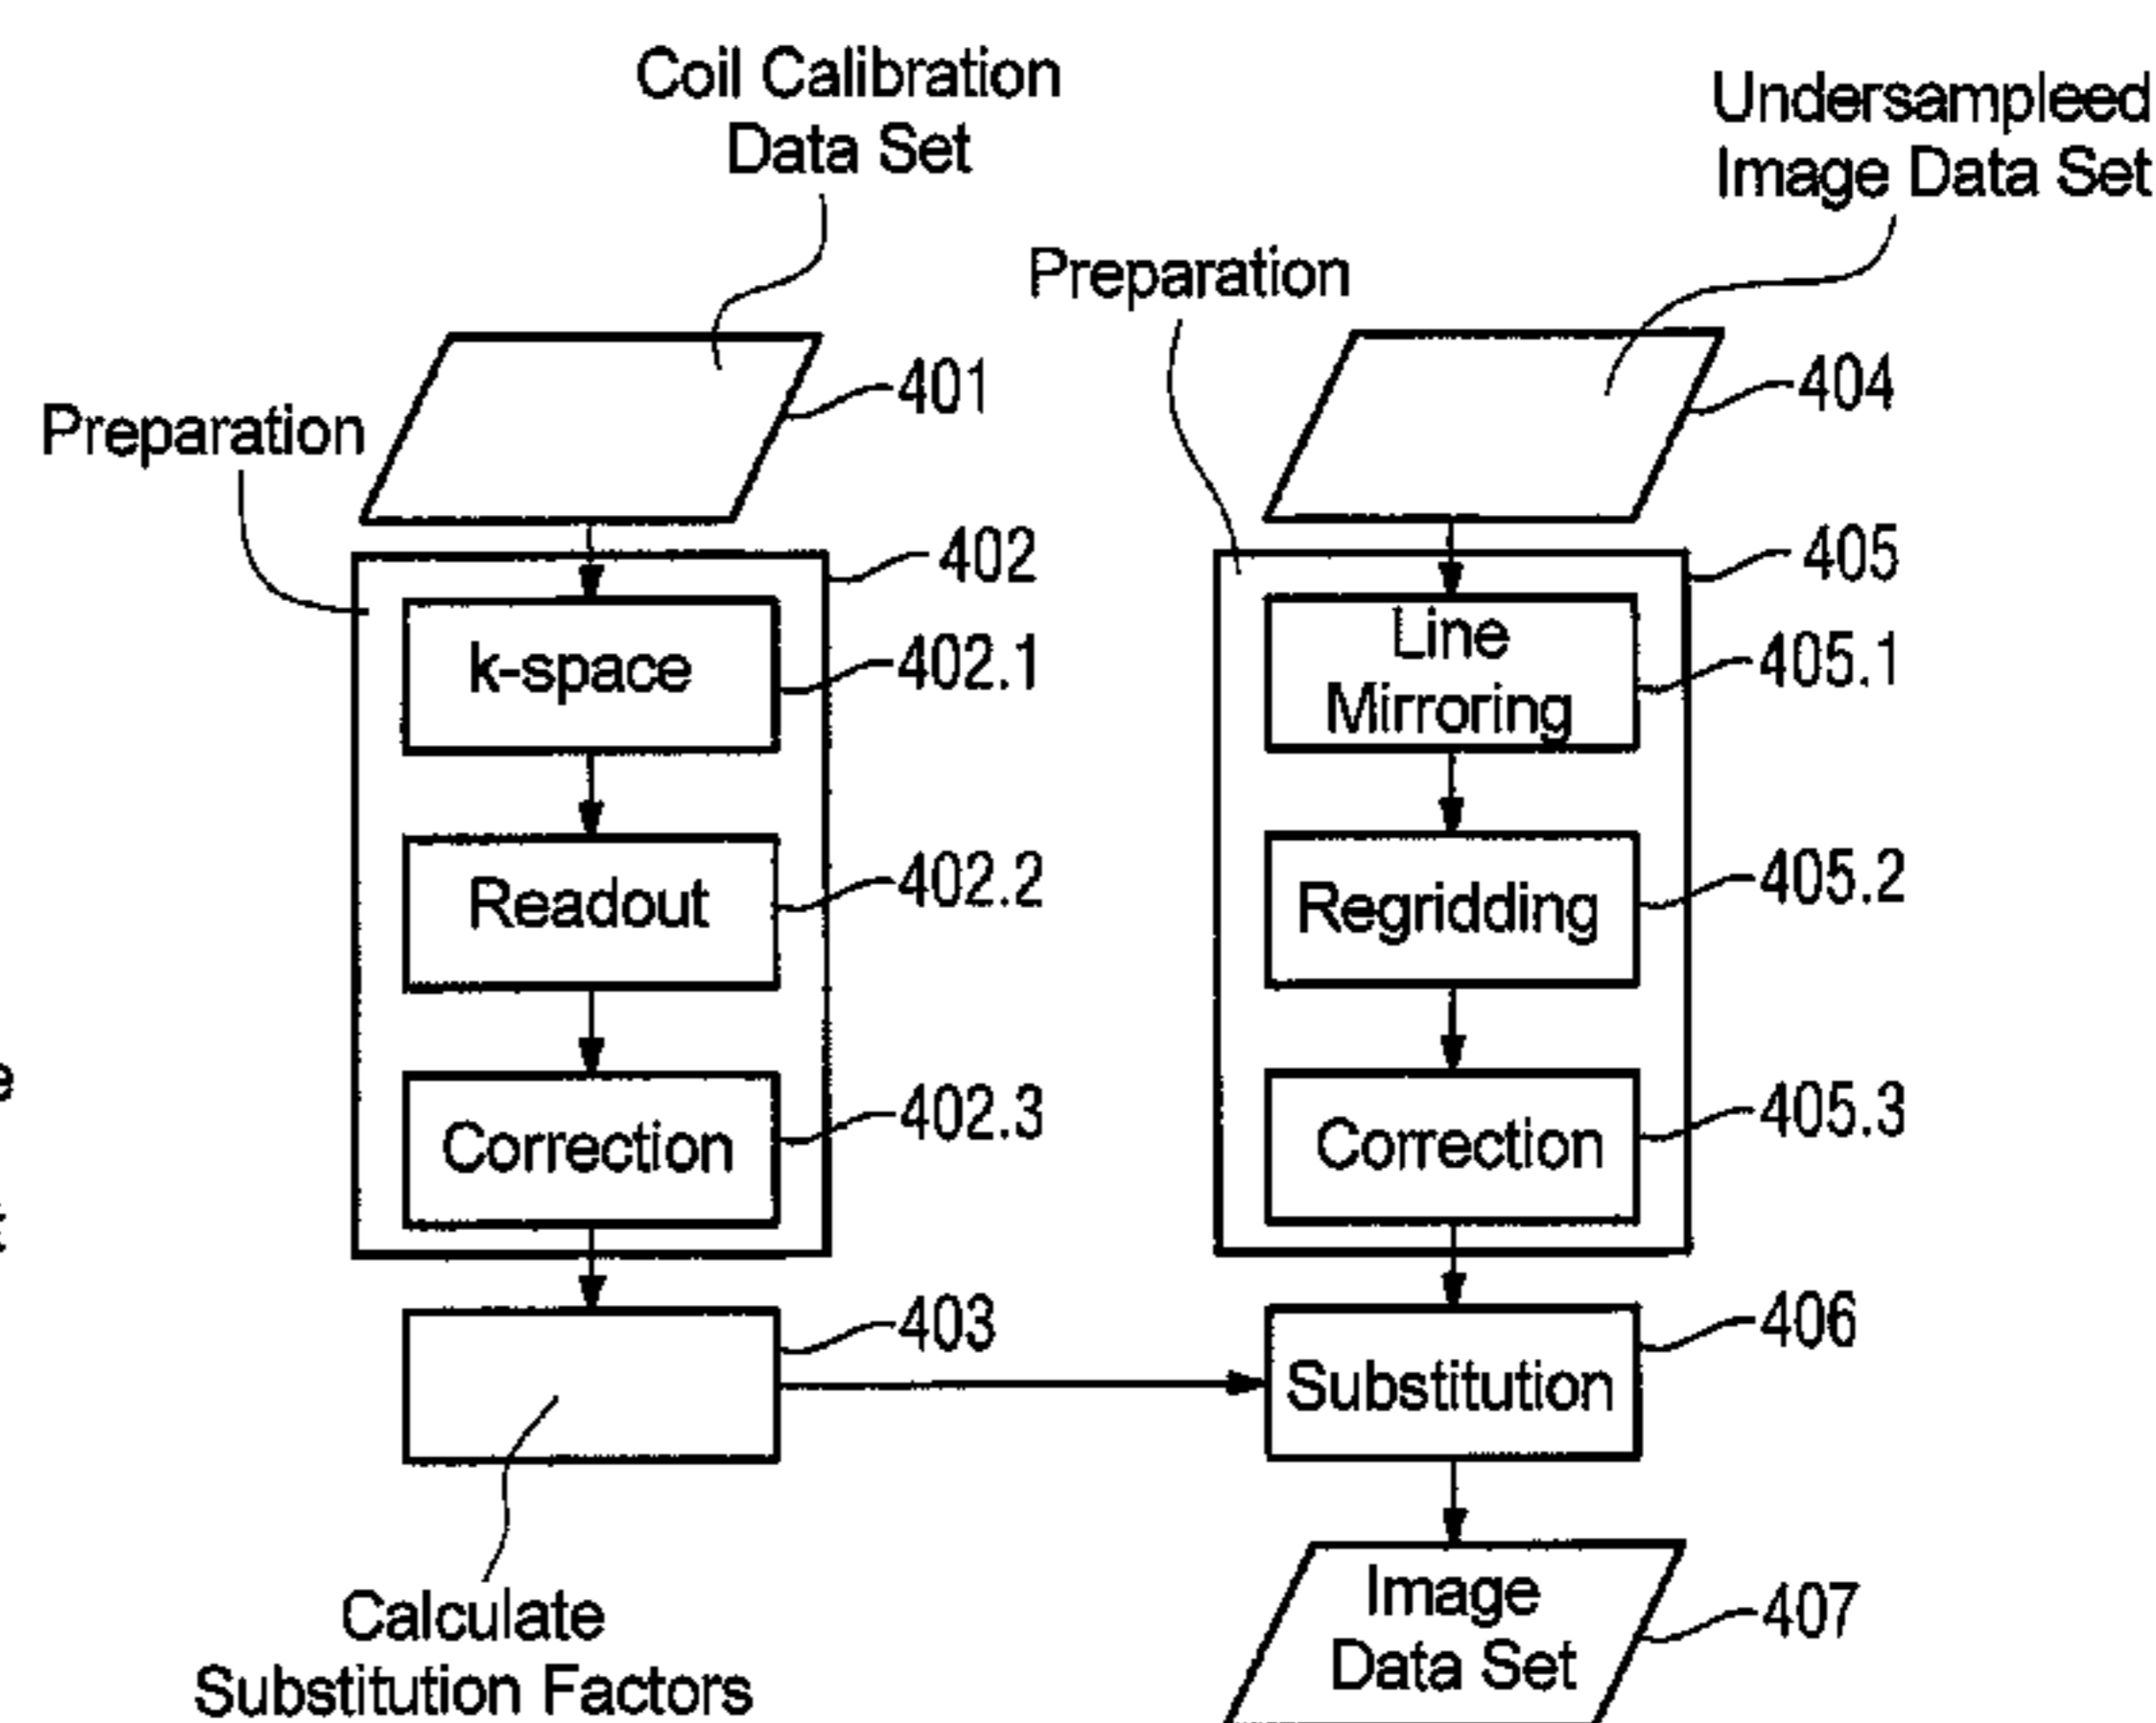 Coil Calibration
Data Set
Undersampleed
Image Data Set
Preparation
401
404
Preparation
402
405
k-space
402.1
Line
Mirroring
405.1
Readout
402.2
Regridding
405.2
Correction
402.3
Correction
405.3
403
Substitution
406
Calculate
Substitution Factors
Image
Data Set
407